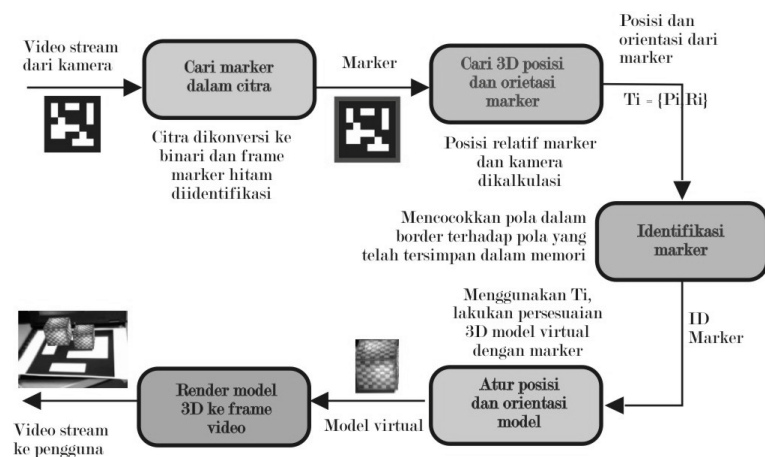 Video stream
dari kamera
Cari marker
dalam citra
Citra dikonversi ke
binari dan frame
marker hitam
diidentifikasi
Marker
Cari 3D posisi
dan orietasi
marker
Posisi relatif marker
dan kamera
dikalkulasi
Posisi dan
orientasi dari
marker
Ti = {Pi,Ri}
Identifikasi
marker
Mencocokkan pola dalam
border terhadap pola yang
telah tersimpan dalam memori
ID
Marker
Menggunakan Ti,
lakukan persesuaian
3D model virtual
dengan marker
Atur posisi
dan orientasi
model
Model virtual
Render model
3D ke frame
video
Video stream
ke pengguna